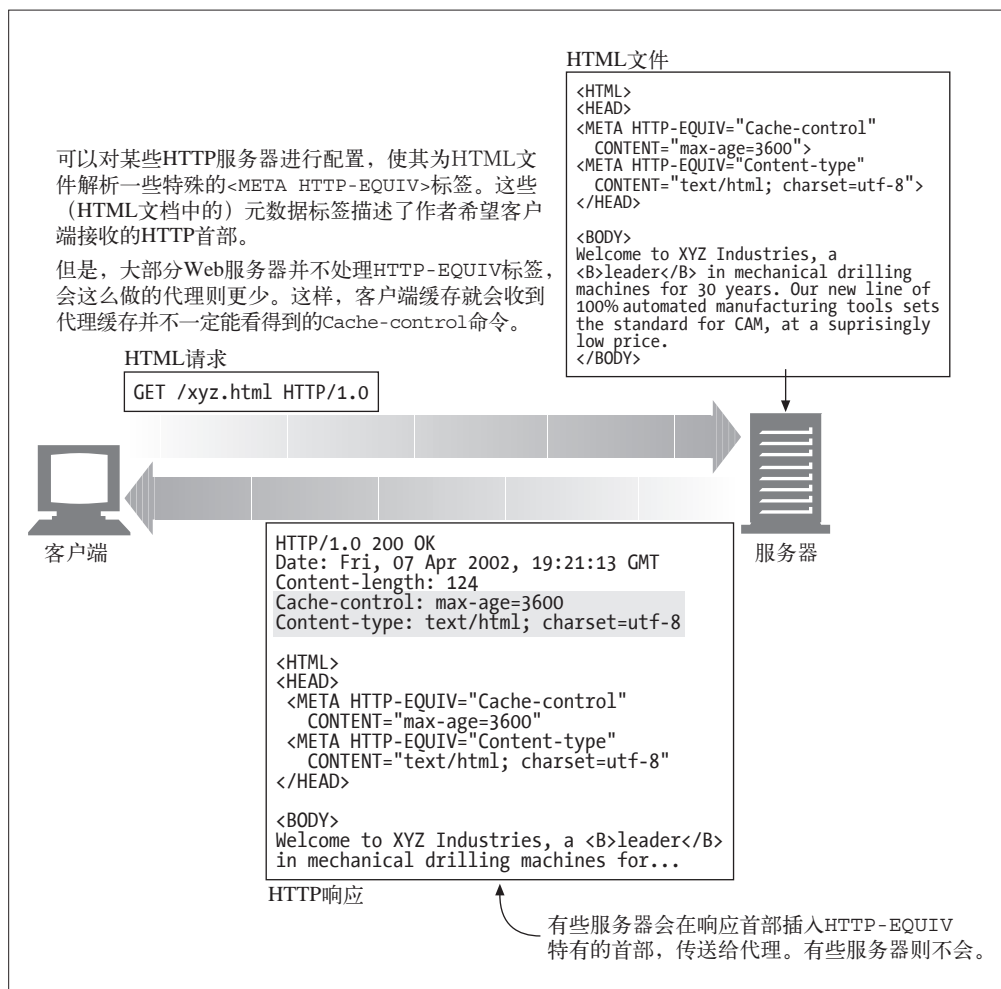 HTML文件
<HTML>
<HEAD>
<META HTTP-EQUIV="Cache-control"
CONTENT="max-age=3600">
<META HTTP-EQUIV="Content-type"
CONTENT="text/html; charset=utf-8">
</HEAD>
<BODY>
Welcome to XYZ Industries, a
<B>leader</B> in mechanical drilling
machines for 30 years. Our new line of
100% automated manufacturing tools sets
the standard for CAM, at a suprisingly
low price.
</BODY>
可以对某些HTTP服务器进行配置，使其为HTML文
件解析一些特殊的<META HTTP-EQUIV>标签。这些
（HTML文档中的）元数据标签描述了作者希望客户
端接收的HTTP首部。
但是，大部分Web服务器并不处理HTTP-EQUIV标签，
会这么做的代理则更少。这样，客户端缓存就会收到
代理缓存并不一定能看得到的Cache-control命令。
HTML请求
GET /xyz.html HTTP/1.0
客户端
服务器
HTTP/1.0 200 OK
Date: Fri, 07 Apr 2002, 19:21:13 GMT
Content-length: 124
Cache-control: max-age=3600
Content-type: text/html; charset=utf-8
<HTML>
<HEAD>
<META HTTP-EQUIV="Cache-control"
CONTENT="max-age=3600"
<META HTTP-EQUIV="Content-type"
CONTENT="text/html; charset=utf-8"
</HEAD>
<BODY>
Welcome to XYZ Industries, a <B>leader</B>
in mechanical drilling machines for...
HTTP响应
有些服务器会在响应首部插入HTTP-EQUIV
特有的首部，传送给代理。有些服务器则不会。